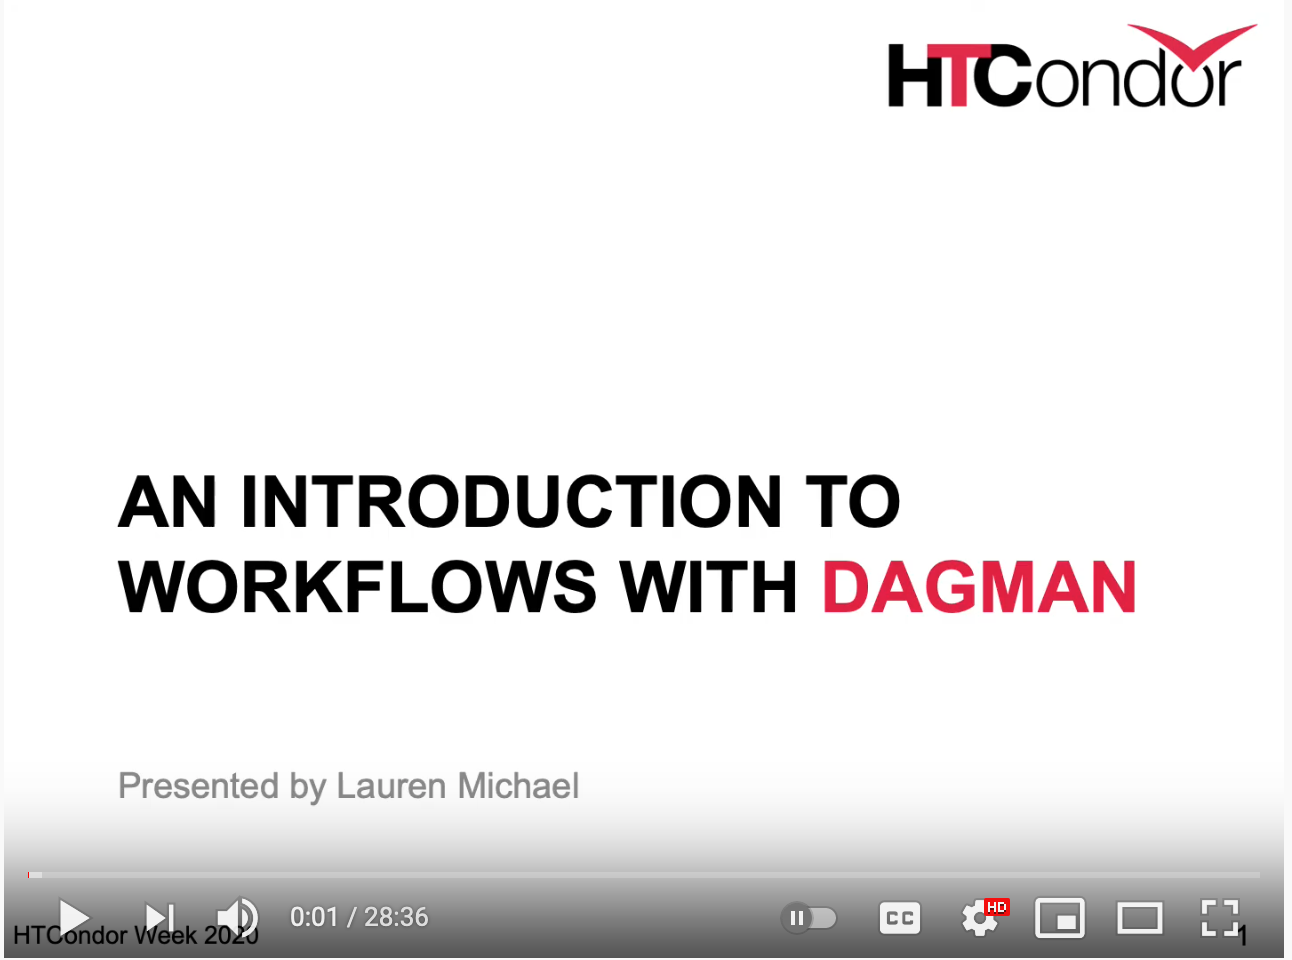 HTCondor
AN INTRODUCTION TO
WORKFLOWS WITH DAGMAN
Presented by Lauren Michael
0:01 / 28:36
CC
HD
HTCondor Week 2020
1